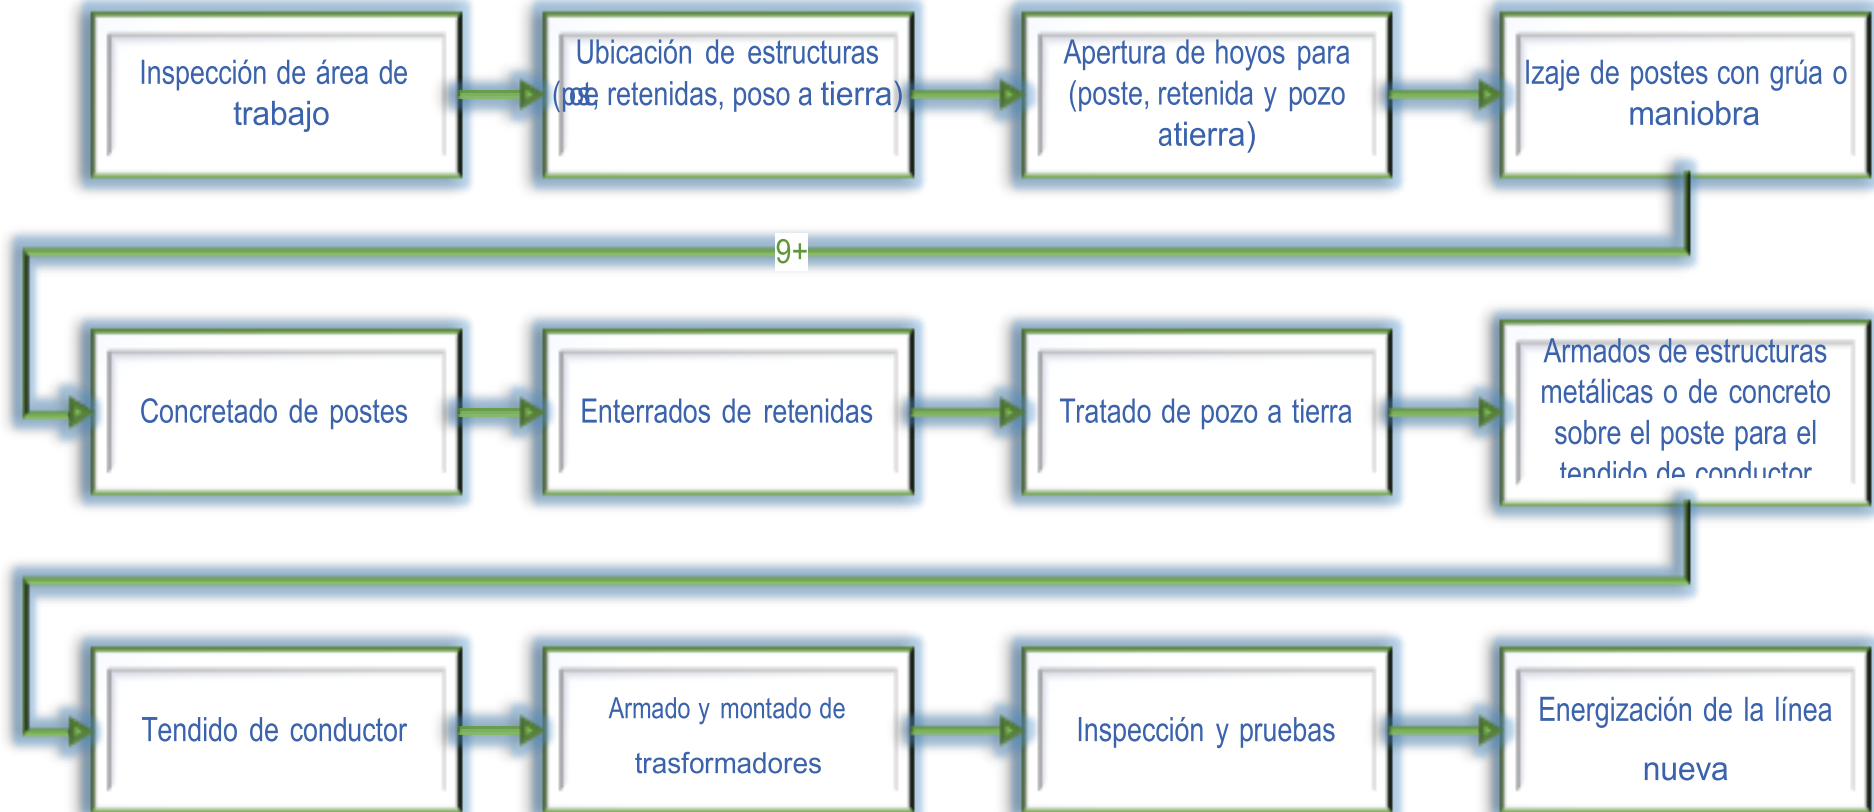 Inspección de área de
trabajo
Ubicación de estructuras
retenidas, poso a tierra)
Apertura de hoyos para
(poste, retenida y pozo
atierra)
Izaje de postes con grúa o
maniobra
9+
Concretado de postes
Enterrados de retenidas
Tratado de pozo a tierra
Armados de estructuras
metálicas o de concreto
sobre el poste para el
tendido de conductor
Tendido de conductor
Armado y montado de
trasformadores
Inspección y pruebas
Energización de la línea
nueva